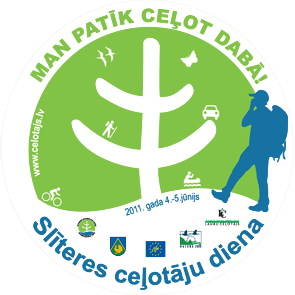 MAN PATĪK CEĻOT DABĀ!
www.celotajs.lv
2011. gada 4.-5.jūnijs
Slīteres ceļotāju diena